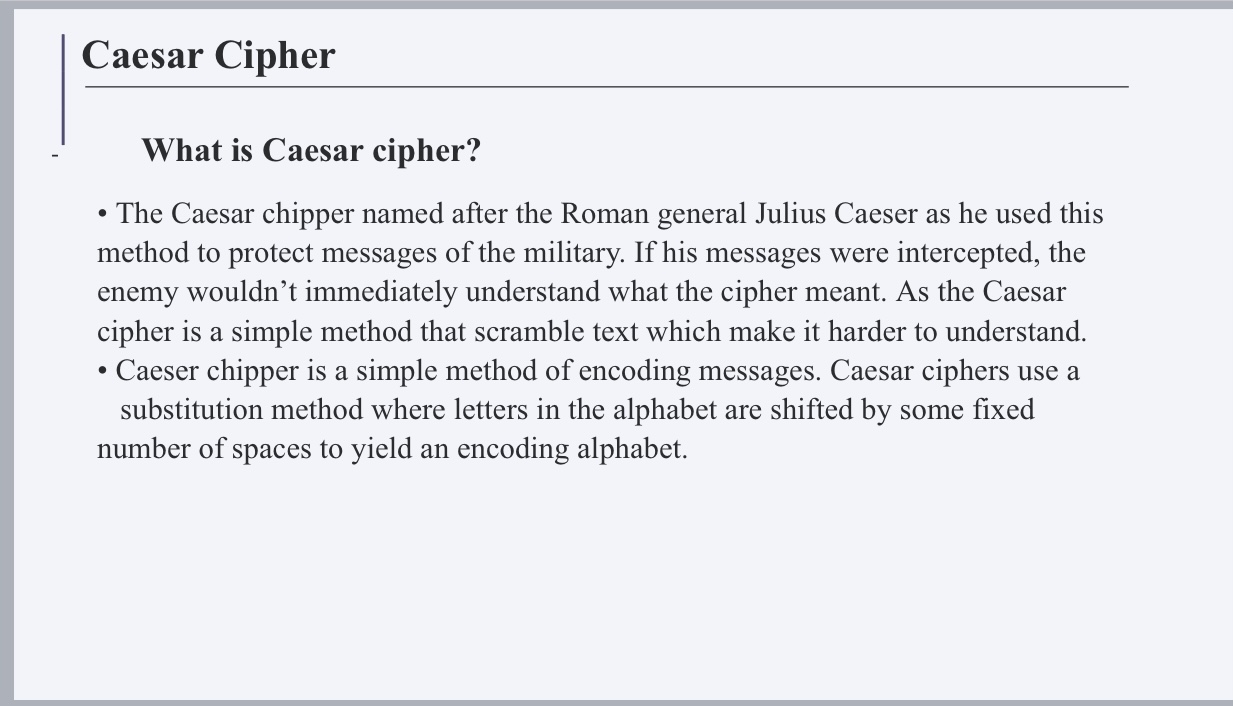 Caesar Cipher
What is Caesar cipher?
-
• The Caesar chipper named after the Roman general Julius Caeser as he used this
method to protect messages of the military. If his messages were intercepted, the
enemy wouldn’t immediately understand what the cipher meant. As the Caesar
cipher is a simple method that scramble text which make it harder to understand.
• Caeser chipper is a simple method of encoding messages. Caesar ciphers use a
substitution method where letters in the alphabet are shifted by some fixed
number of spaces to yield an encoding alphabet.